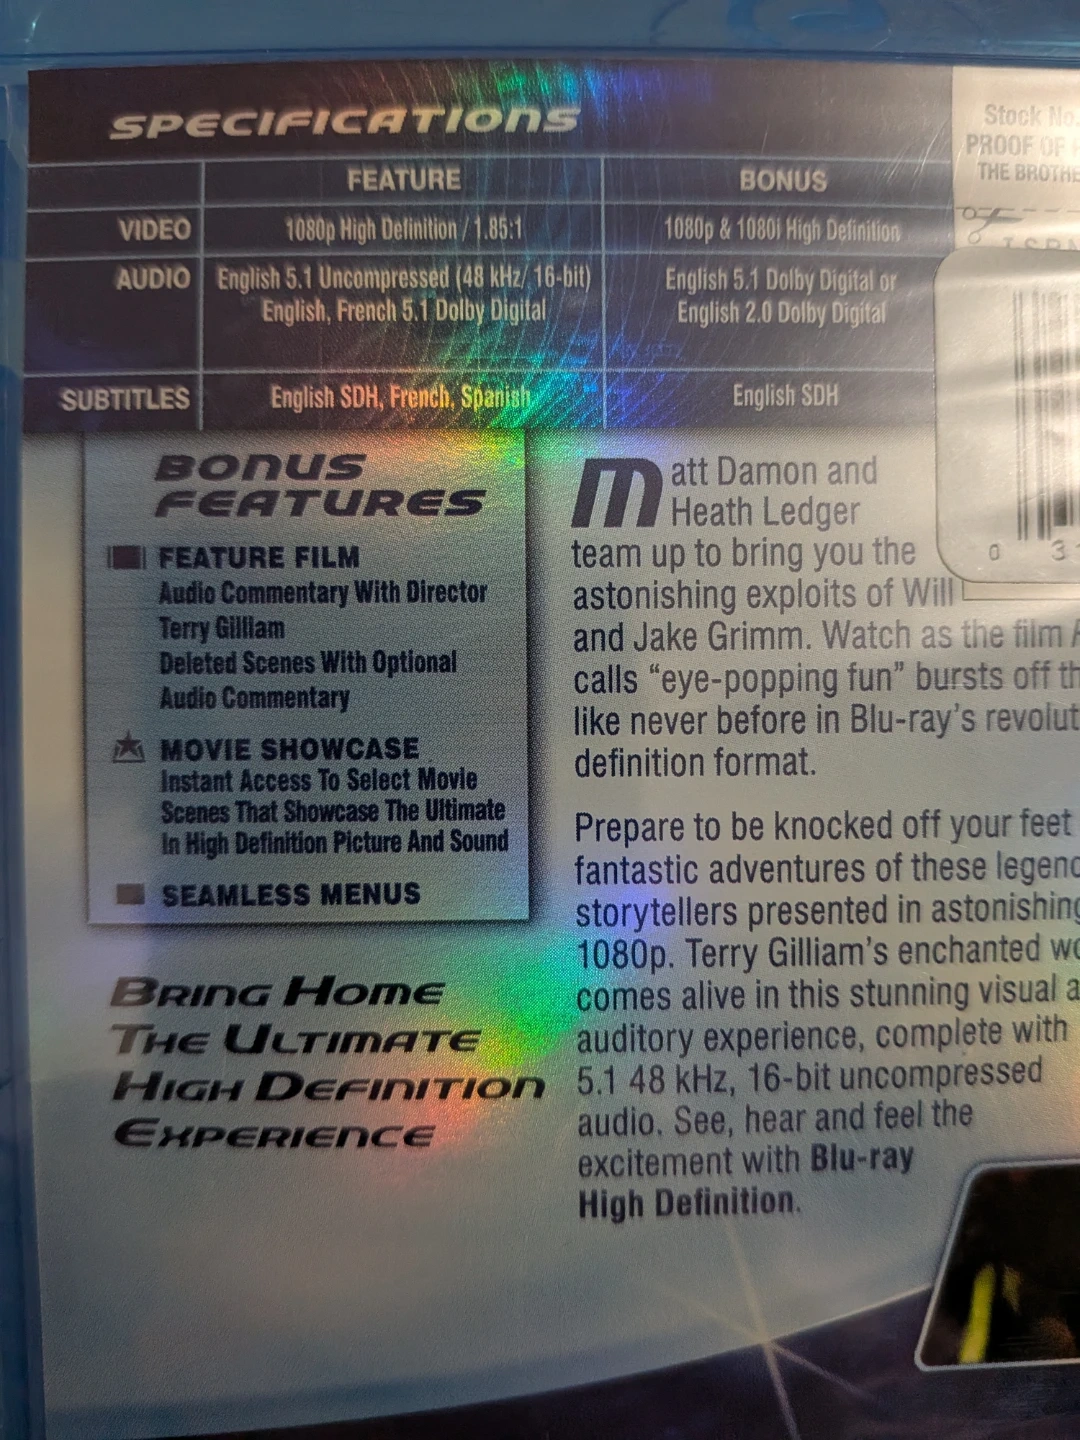 SPECIFICATIONS
FEATURE BONUS
VIDEO 1080p High Definition / 1.85:1 1080p & 1080i High Definition
AUDIO English 5.1 Uncompressed (48 kHz/ 16-bit) English 5.1 Dolby Digital or
English, French 5.1 Dolby Digital English 2.0 Dolby Digital
SUBTITLES English SDH, French, Spanish English SDH
Stock No.
PROOF OF
THE BROTHE
0 3
BONUS
FEATURES
FEATURE FILM
Audio Commentary With Director
Terry Gilliam
Deleted Scenes With Optional
Audio Commentary
MOVIE SHOWCASE
Instant Access To Select Movie
Scenes That Showcase The Ultimate
In High Definition Picture And Sound
SEAMLESS MENUS
BRING HOME
THE ULTIMATE
HIGH DEFINITION
EXPERIENCE
Matt Damon and
Heath Ledger
team up to bring you the
astonishing exploits of Will
and Jake Grimm. Watch as the film
calls “eye-popping fun” bursts off th
like never before in Blu-ray’s revolut
definition format.
Prepare to be knocked off your feet
fantastic adventures of these legend
storytellers presented in astonishing
1080p. Terry Gilliam’s enchanted wo
comes alive in this stunning visual a
auditory experience, complete with
5.1 48 kHz, 16-bit uncompressed
audio. See, hear and feel the
excitement with Blu-ray
High Definition.